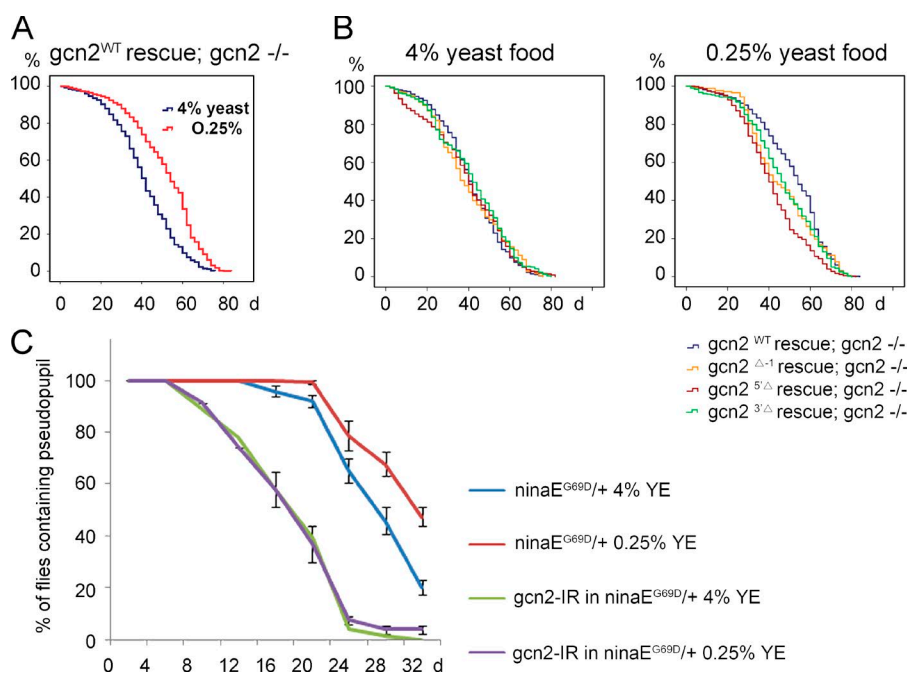 A
gcn2WT rescue; gcn2 -/-
%
100
80
60
40
20
0
0 20 40 60 80 d
4% yeast
0.25%
B
4% yeast food
%
100
80
60
40
20
0
0 20 40 60 80 d
0.25% yeast food
%
100
80
60
40
20
0
0 20 40 60 80 d
gcn2 WT rescue; gcn2 -/-
gcn2 △-1 rescue; gcn2 -/-
gcn2 5'△ rescue; gcn2 -/-
gcn2 3'△ rescue; gcn2 -/-
C
% of flies containing pseudopupil
100
80
60
40
20
0
0 4 8 12 16 20 24 28 32 d
ninaEG69D/+ 4% YE
ninaEG69D/+ 0.25% YE
gcn2-IR in ninaEG69D/+ 4% YE
gcn2-IR in ninaEG69D/+ 0.25% YE